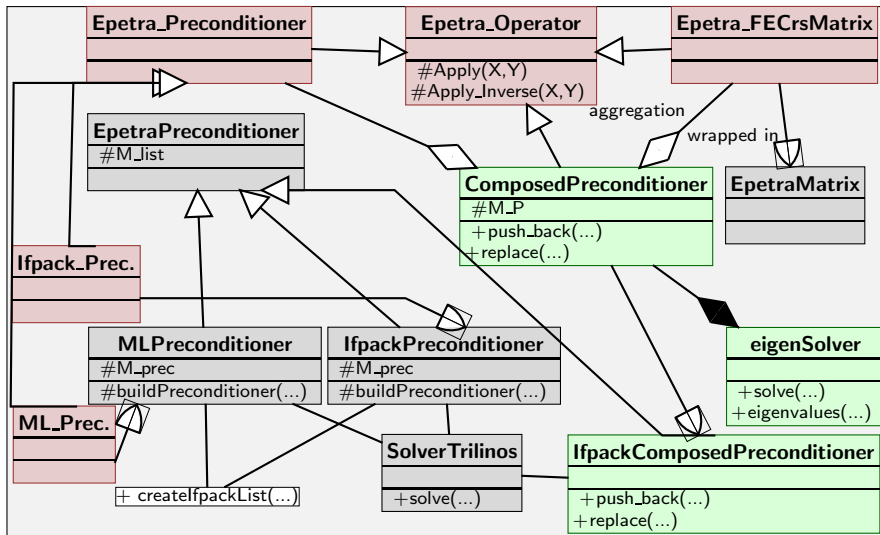 Epetra_Preconditioner
Epetra_Operator
#Apply(X,Y)
#Apply_Inverse(X,Y)
Epetra_FECrsMatrix
aggregation
wrapped in
EpetraPreconditioner
#M_list
ComposedPreconditioner
#M_P
+push_back(...)
+replace(...)
EpetraMatrix
Ifpack_Prec.
MLPreconditioner
#M_prec
#buildPreconditioner(...)
IfpackPreconditioner
#M_prec
#buildPreconditioner(...)
eigenSolver
+solve(...)
+eigenvalues(...)
ML_Prec.
SolverTrilinos
+solve(...)
IfpackComposedPreconditioner
+push_back(...)
+replace(...)
+ createIfpackList(...)